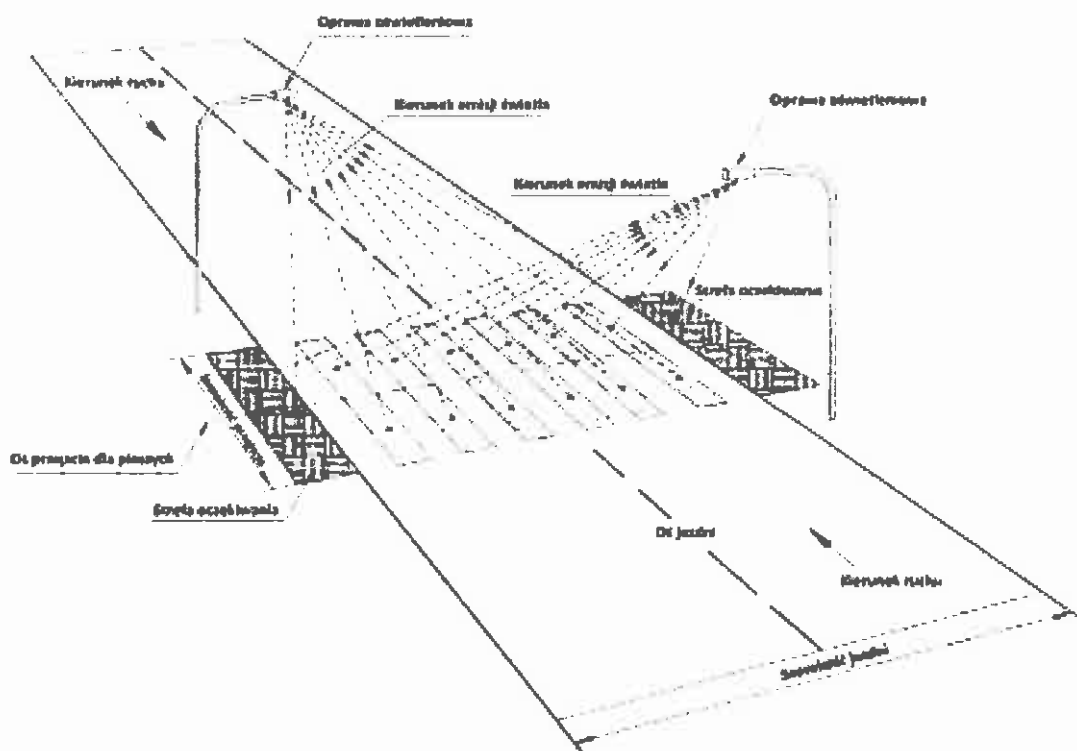 Oprawa oświetleniowa
Kierunek ruchu
Kierunek emisji światła
Oprawa oświetleniowa
Kierunek emisji światła
Strefa oczekiwania
Oś przejścia dla pieszych
Strefa oczekiwania
Oś jezdni
Kierunek ruchu
Szerokość jezdni